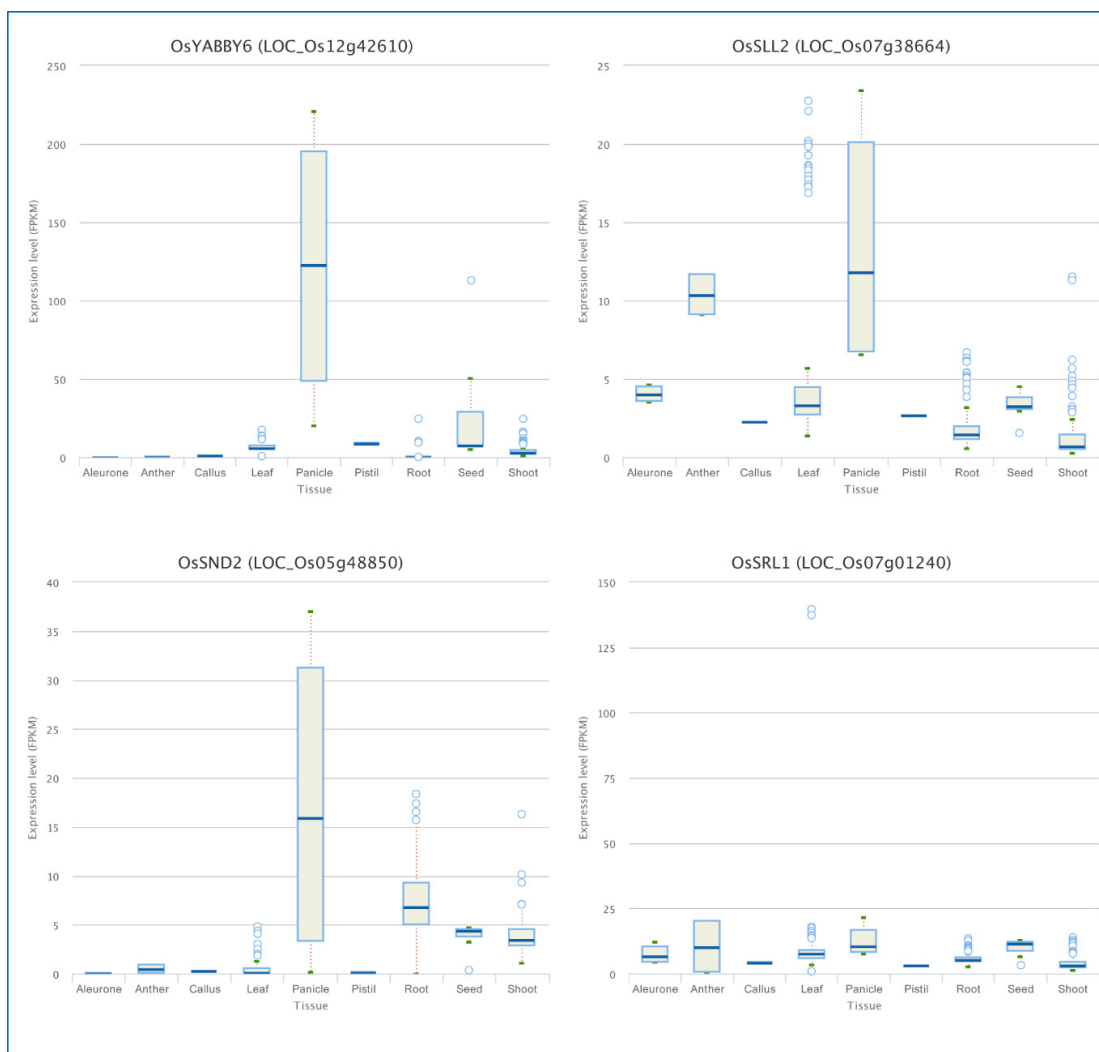 OsYABBY6 (LOC_Os12g42610)
250
200
150
100
50
0
Expression level (FPKM)
Aleurone Anther Callus Leaf Panicle Pistil Root Seed Shoot
Tissue
OsSLL2 (LOC_Os07g38664)
25
20
15
10
5
0
Expression level (FPKM)
Aleurone Anther Callus Leaf Panicle Pistil Root Seed Shoot
Tissue
OsSND2 (LOC_Os05g48850)
40
35
30
25
20
15
10
5
0
Expression level (FPKM)
Aleurone Anther Callus Leaf Panicle Pistil Root Seed Shoot
Tissue
OsSRL1 (LOC_Os07g01240)
150
125
100
75
50
25
0
Expression level (FPKM)
Aleurone Anther Callus Leaf Panicle Pistil Root Seed Shoot
Tissue